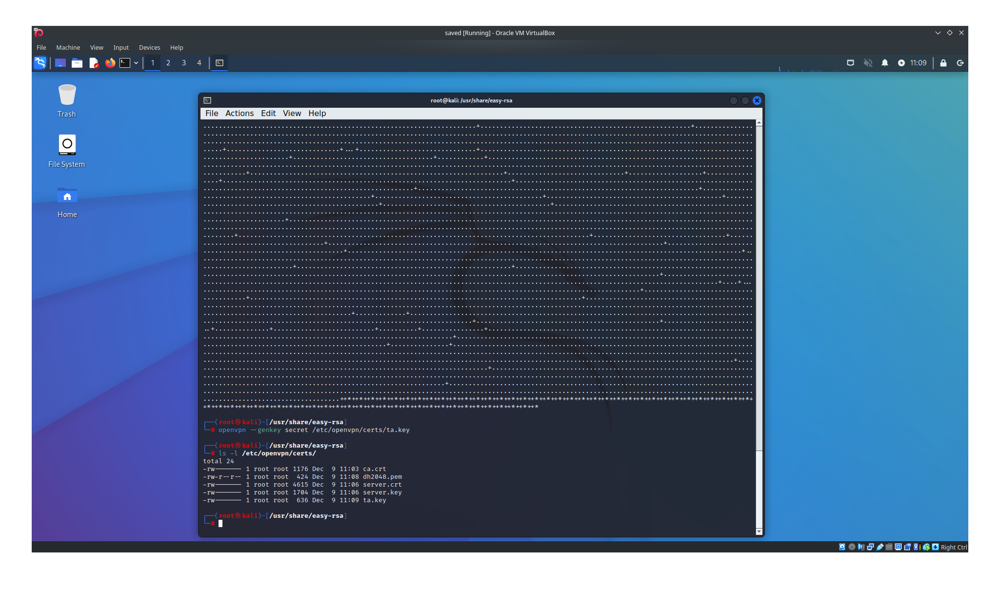 saved [Running] - Oracle VM VirtualBox
File Machine View Input Devices Help
1 2 3 4
11:09
Trash
File System
Home
root@kali: /usr/share/easy-rsa
File Actions Edit View Help
┌──(root㉿kali)-[/usr/share/easy-rsa]
└─# openvpn --genkey secret /etc/openvpn/certs/ta.key
┌──(root㉿kali)-[/usr/share/easy-rsa]
└─# ls -l /etc/openvpn/certs/
total 24
-rw------- 1 root root 1176 Dec  9 11:03 ca.crt
-rw-r--r-- 1 root root  424 Dec  9 11:08 dh2048.pem
-rw------- 1 root root 4615 Dec  9 11:06 server.crt
-rw------- 1 root root 1704 Dec  9 11:06 server.key
-rw------- 1 root root  636 Dec  9 11:09 ta.key
┌──(root㉿kali)-[/usr/share/easy-rsa]
└─#
Right Ctrl